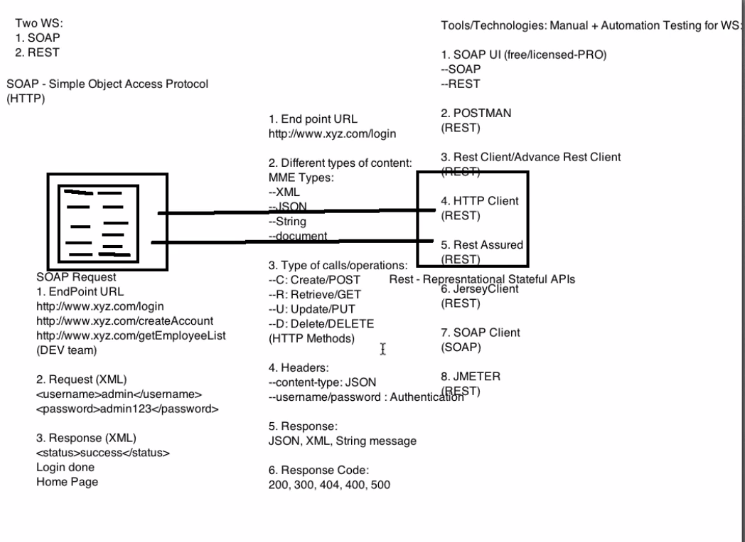 Two WS:
1. SOAP
2. REST
SOAP - Simple Object Access Protocol
(HTTP)
SOAP Request
1. EndPoint URL
http://www.xyz.com/login
http://www.xyz.com/createAccount
http://www.xyz.com/getEmployeeList
(DEV team)
2. Request (XML)
<username>admin</username>
<password>admin123</password>
3. Response (XML)
<status>success</status>
Login done
Home Page
1. End point URL
http://www.xyz.com/login
2. Different types of content:
MME Types:
--XML
--JSON
--String
--document
3. Type of calls/operations:
--C: Create/POST
--R: Retrieve/GET
--U: Update/PUT
--D: Delete/DELETE
(HTTP Methods)
4. Headers:
--content-type: JSON
--username/password : Authentication
5. Response:
JSON, XML, String message
6. Response Code:
200, 300, 404, 400, 500
Tools/Technologies: Manual + Automation Testing for WS:
1. SOAP UI (free/licensed-PRO)
--SOAP
--REST
2. POSTMAN
(REST)
3. Rest Client/Advance Rest Client
(REST)
4. HTTP Client
(REST)
5. Rest Assured
(REST)
Rest - Represntational Stateful APIs
6. JerseyClient
(REST)
7. SOAP Client
(SOAP)
8. JMETER
(REST)